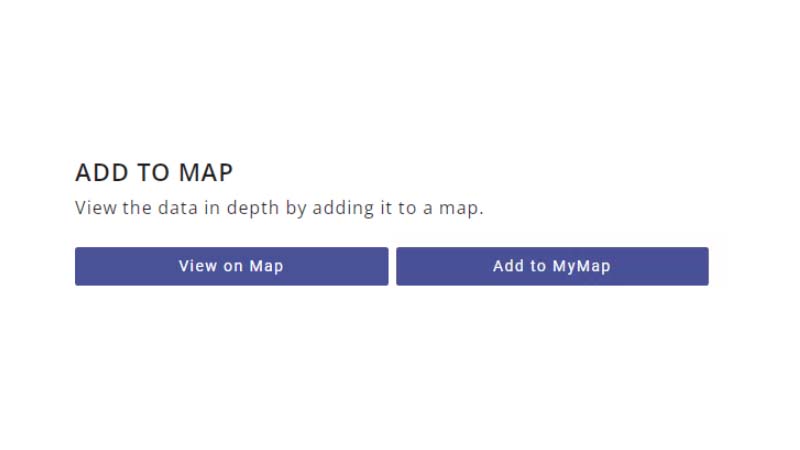 ADD TO MAP
View the data in depth by adding it to a map.
View on Map
Add to MyMap